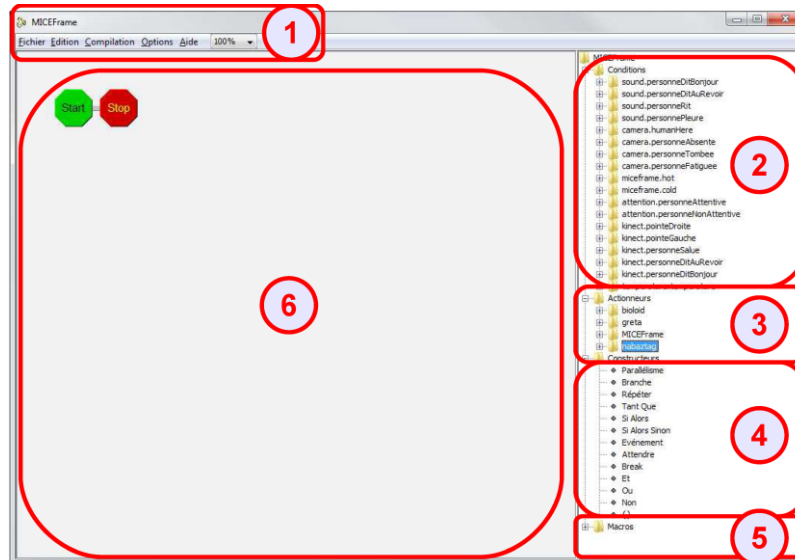 MICEFrame
Fichier Edition Compilation Options Aide 100%
1
MICEFrame
Conditions
sound.personneDitBonjour
sound.personneDitAuRevoir
sound.personneRit
sound.personnePleure
camera.humanHere
camera.personneAbsente
camera.personneTombee
camera.personneFatiguee
miceframe.hot
miceframe.cold
attention.personneAttentive
attention.personneNonAttentive
kinect.pointeDroite
kinect.pointeGauche
kinect.personneSalue
kinect.personneDitAuRevoir
kinect.personneDitBonjour
2
Actionneurs
bioloid
greta
MICEFrame
nabaztag
3
Constructeurs
Parallélisme
Branche
Répéter
Tant Que
Si Alors
Si Alors Sinon
Evénement
Attendre
Break
Et
Ou
Non
(.)
4
Macros
5
Start Stop
6